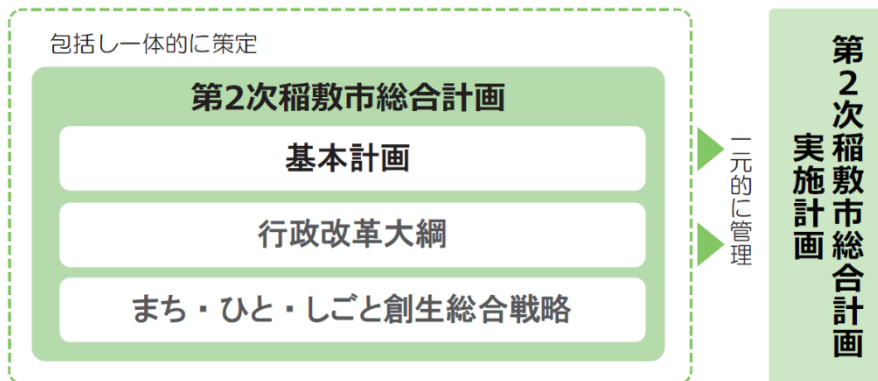 包括し一体的に策定
第2次稲敷市総合計画
基本計画
行政改革大綱
まち・ひと・しごと創生総合戦略
一元的に管理
第2次稲敷市総合計画
実施計画